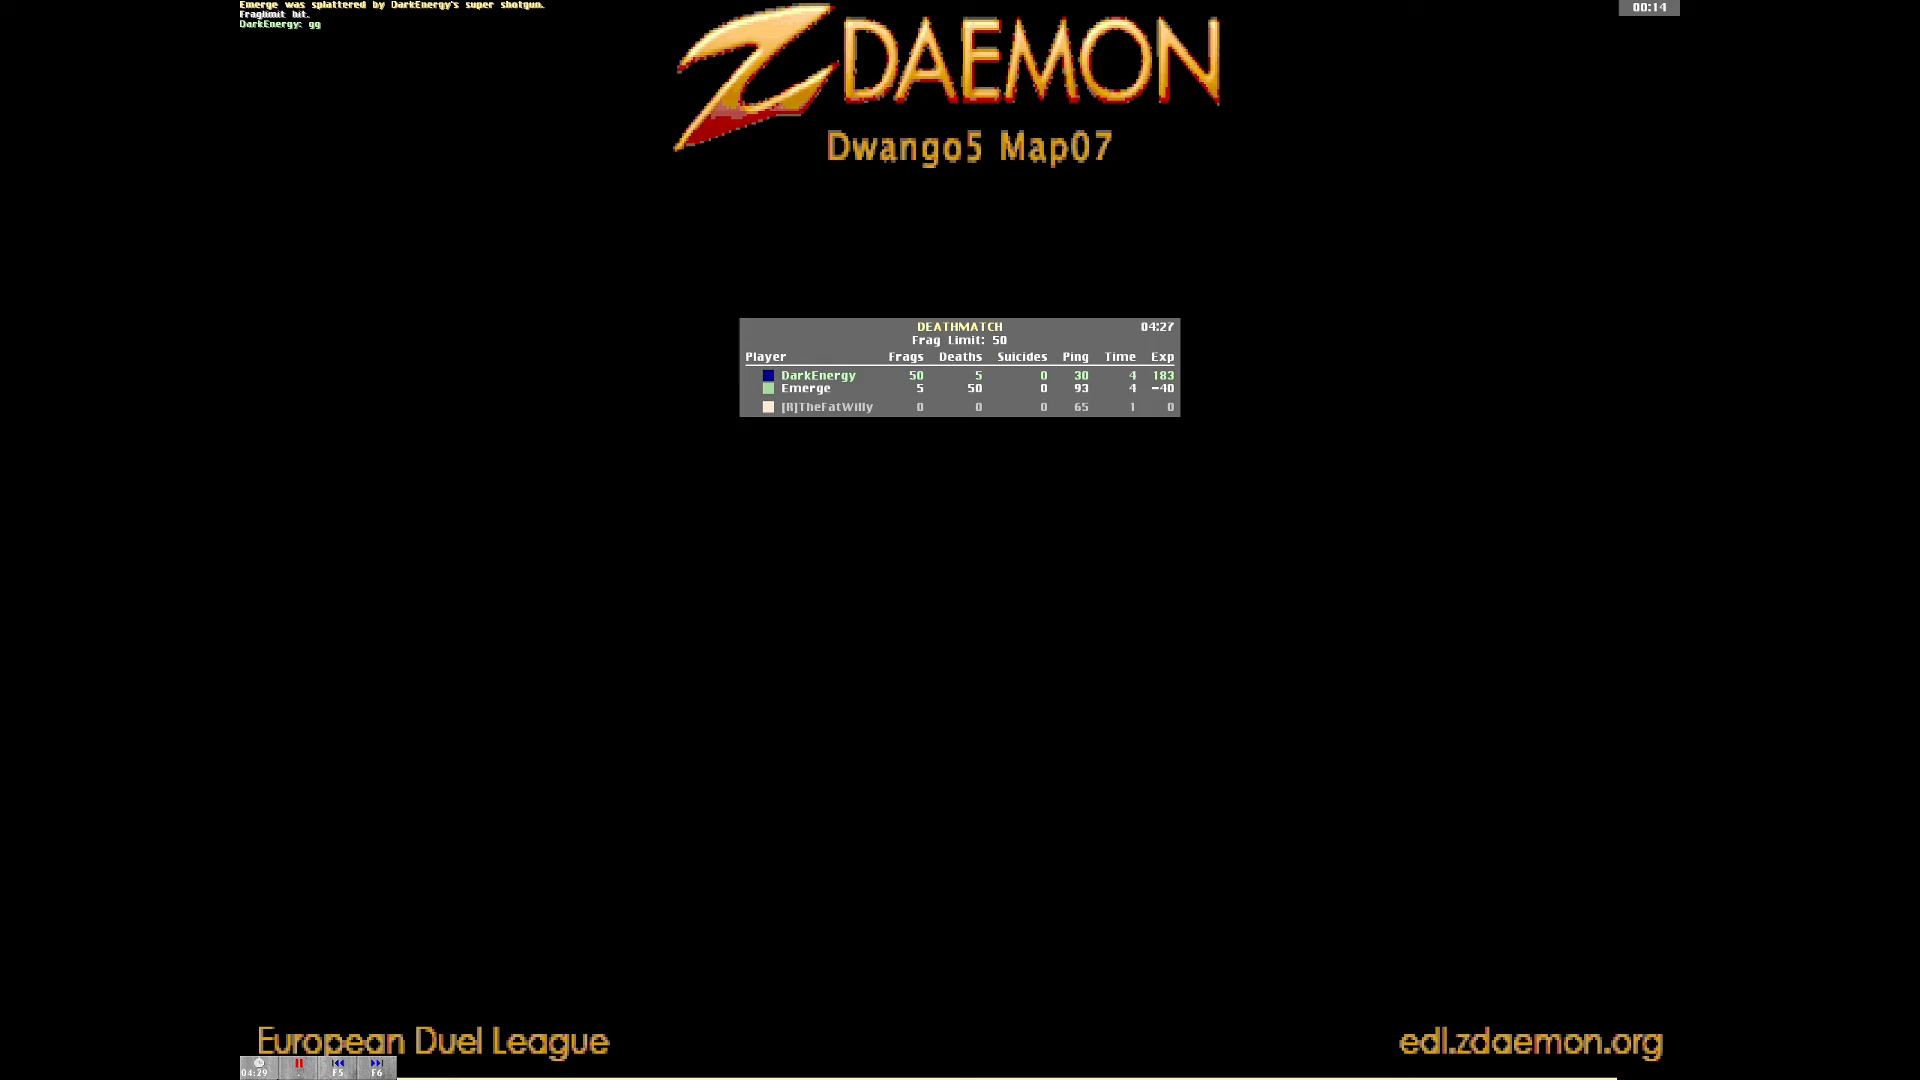 Emerge was splattered by DarkEnergy's super shotgun.
Fraglimit hit.
DarkEnergy: gg
00:14
ZDAEMON
Dwango5 Map07
DEATHMATCH 04:27
Frag Limit: 50
Player Frags Deaths Suicides Ping Time Exp
DarkEnergy 50 5 0 30 4 183
Emerge 5 50 0 93 4 -40
[R]TheFatWilly 0 0 0 65 1 0
European Duel League
edl.zdaemon.org
04:29 . F5 F6